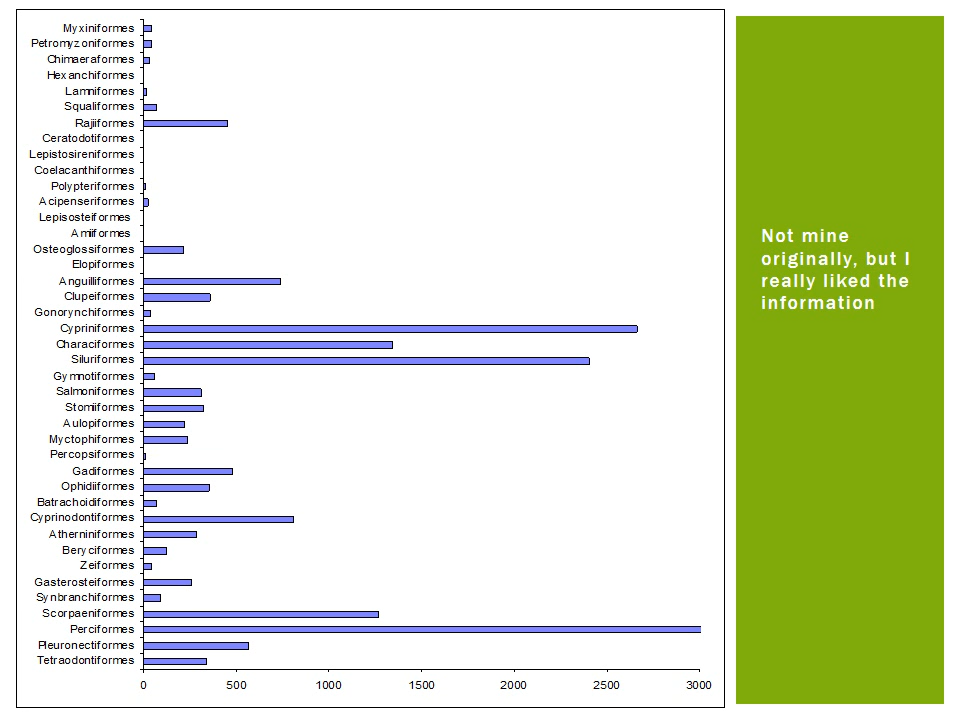 Myxiniformes
Petromyzoniformes
Chimaeraformes
Hexanchiformes
Lamniformes
Squaliformes
Rajiiformes
Ceratodotiformes
Lepistosireniformes
Coelacanthiformes
Polypteriformes
Acipenseriformes
Lepisosteiformes
Amiiformes
Osteoglossiformes
Elopiformes
Anguilliformes
Clupeiformes
Gonorynchiformes
Cypriniformes
Characiformes
Siluriformes
Gymnotiformes
Salmoniformes
Stomiiformes
Aulopiformes
Myctophiformes
Percopsiformes
Gadiformes
Ophidiiformes
Batrachoidiformes
Cyprinodontiformes
Atherniniformes
Beryciformes
Zeiformes
Gasterosteiformes
Synbranchiformes
Scorpaeniformes
Perciformes
Pleuronectiformes
Tetraodontiformes
0 500 1000 1500 2000 2500 3000
Not mine
originally, but I
really liked the
information